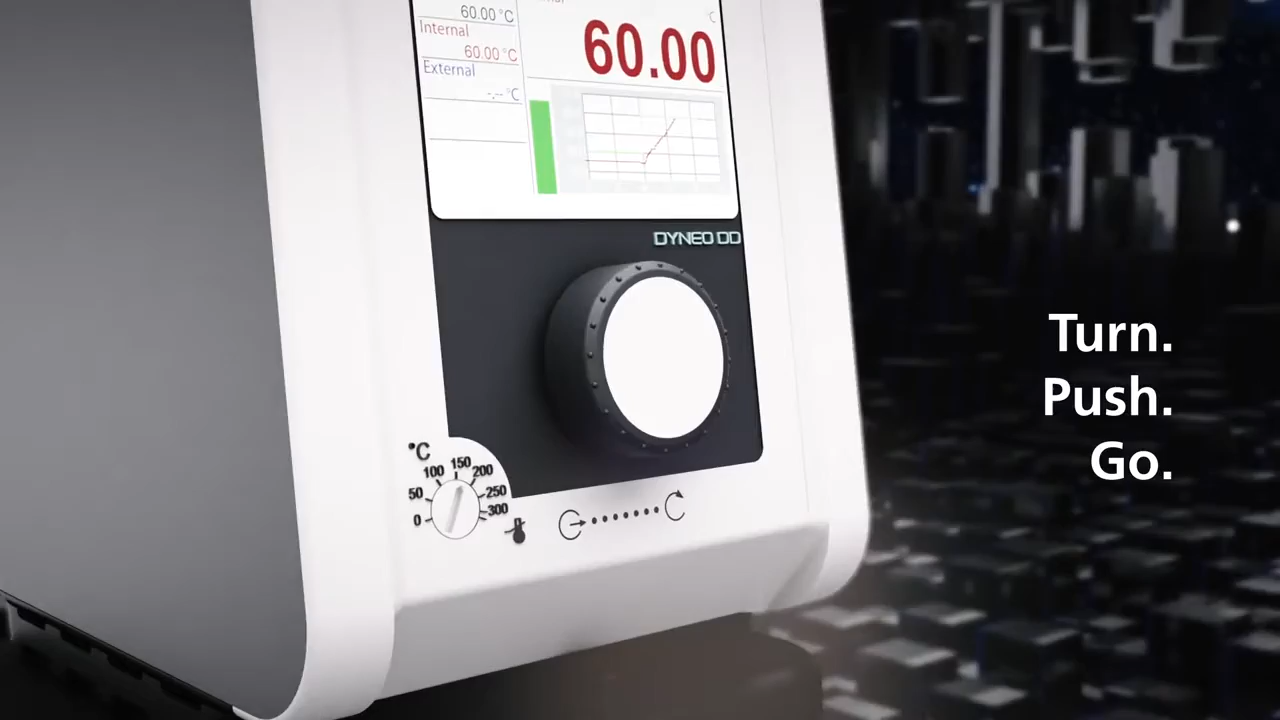 60.00 °C
Internal
60.00 °C
External
-.-- °C
°C
60.00
DYNEO DD
Turn.
Push.
Go.
°C
0
50
100
150
200
250
300